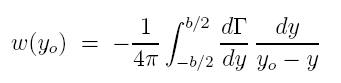 w(y_o) = -\frac{1}{4\pi} \int_{-b/2}^{b/2} \frac{d\Gamma}{dy} \frac{dy}{y_o - y}